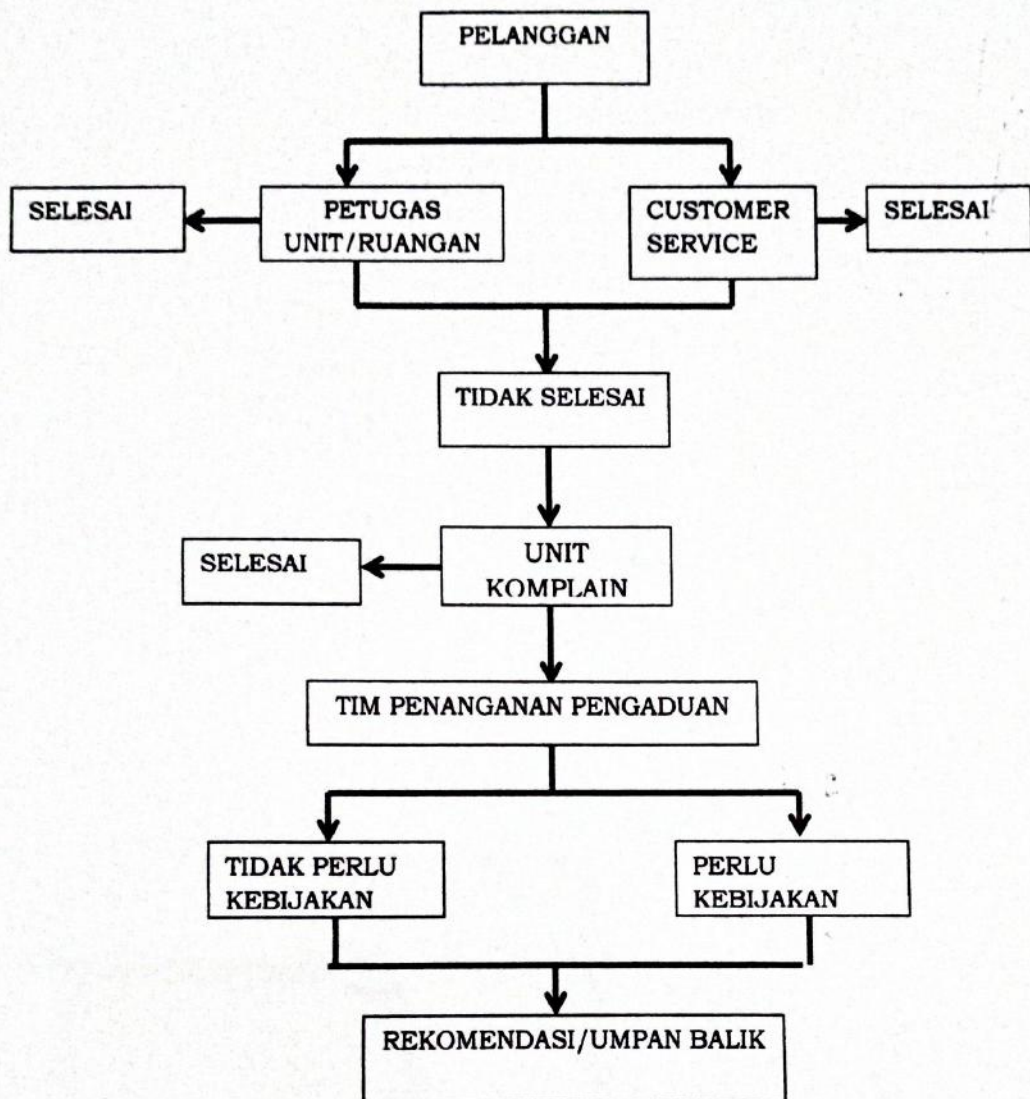 PELANGGAN
SELESAI
PETUGAS
UNIT/RUANGAN
CUSTOMER
SERVICE
SELESAI
TIDAK SELESAI
SELESAI
UNIT
KOMPLAIN
TIM PENANGANAN PENGADUAN
TIDAK PERLU
KEBIJAKAN
PERLU
KEBIJAKAN
REKOMENDASI/UMPAN BALIK